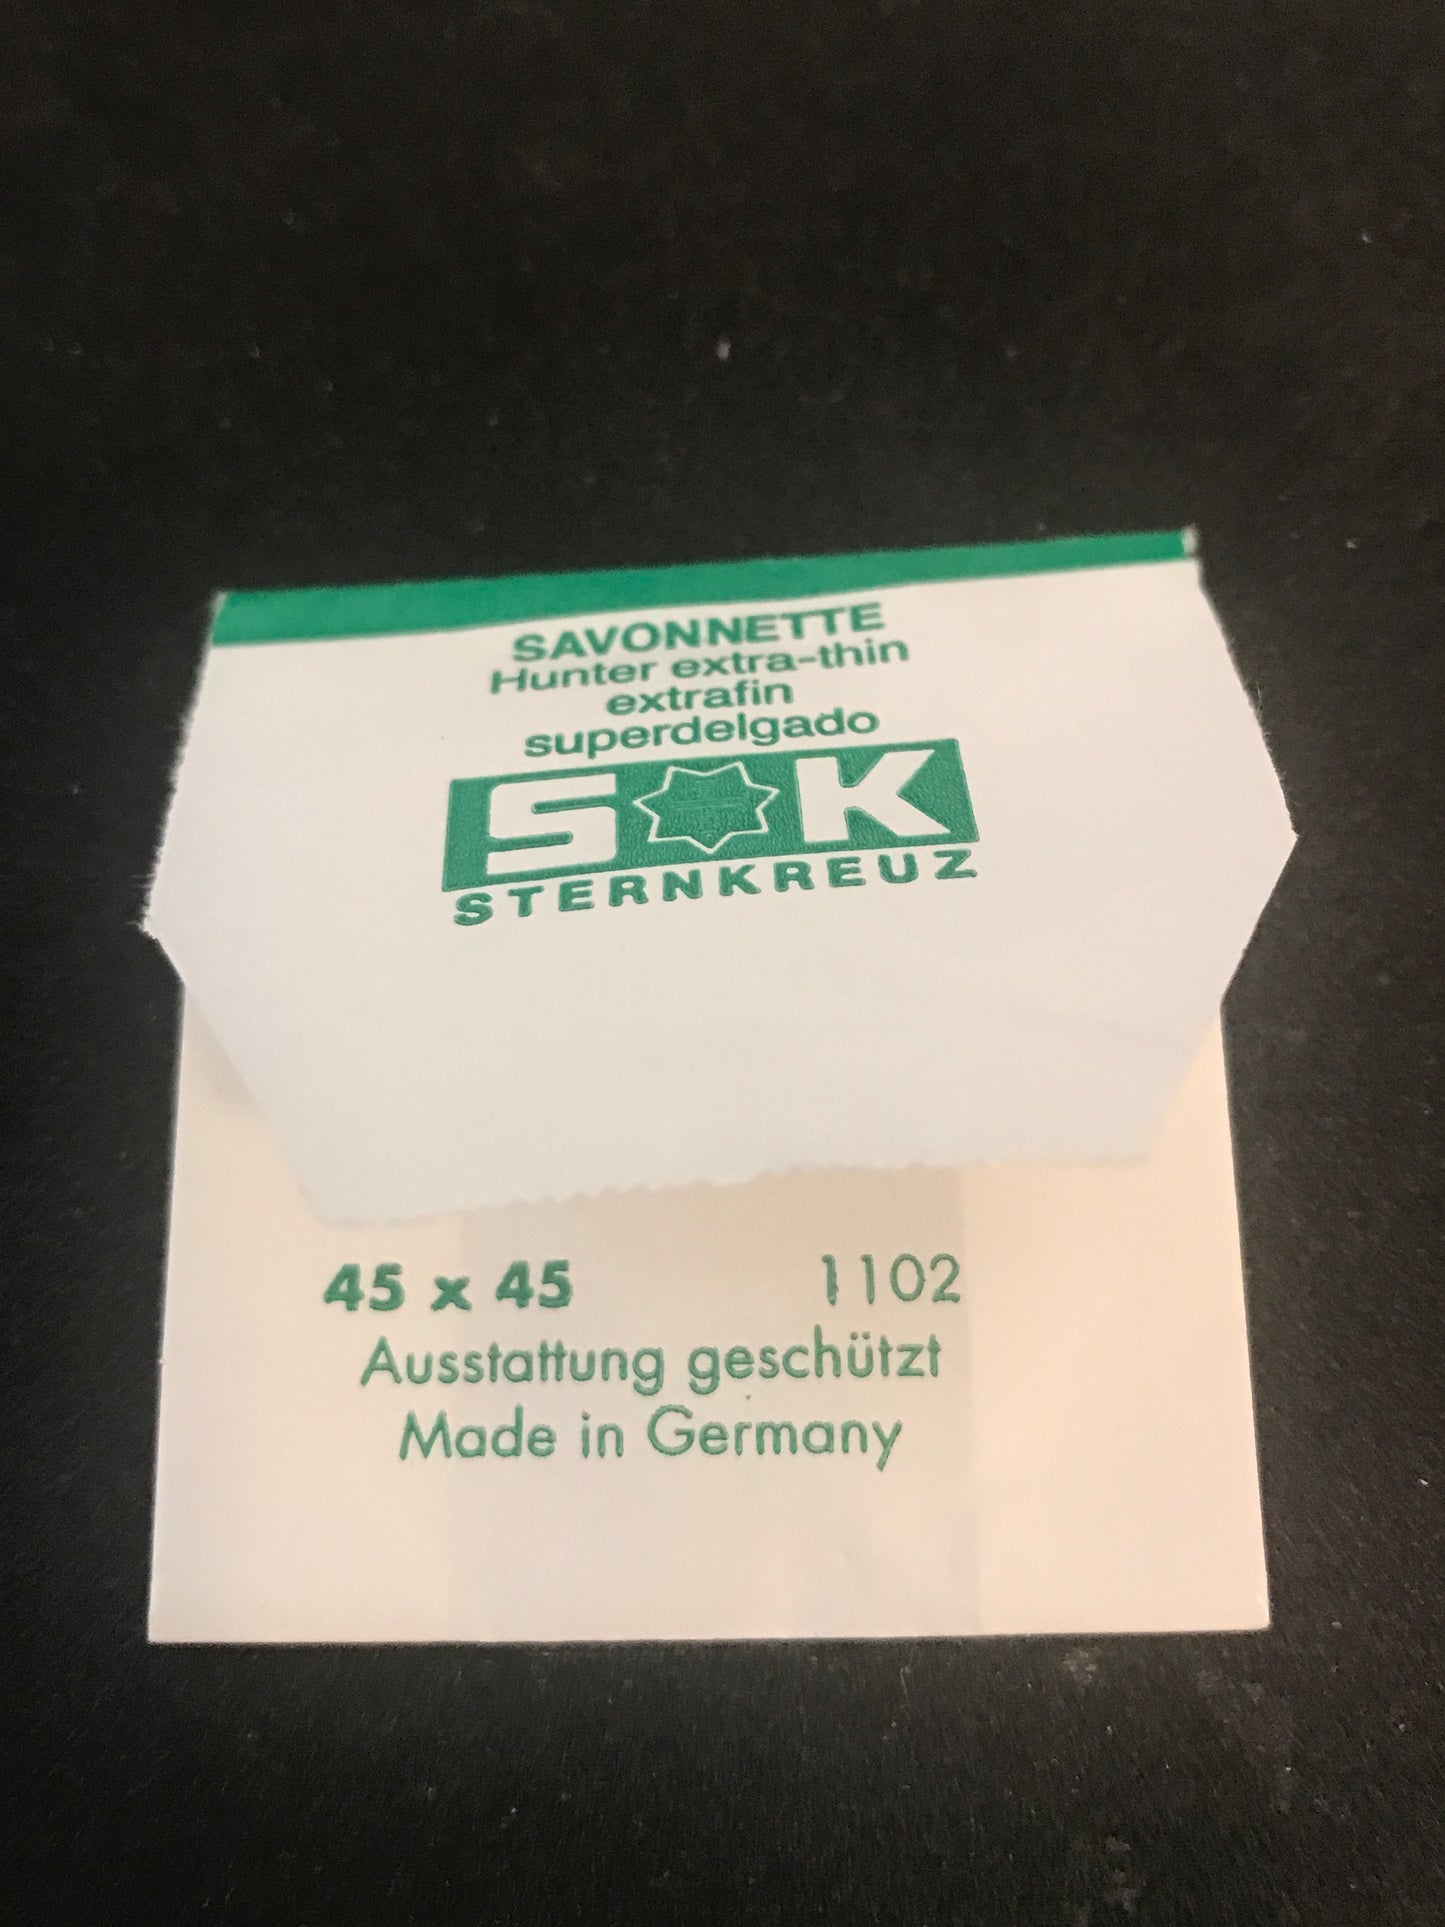 SAVONNETTE
Hunter extra-thin
extrafin
superdelgado
S K
STERNKREUZ
45 x 45 1102
Ausstattung geschützt
Made in Germany